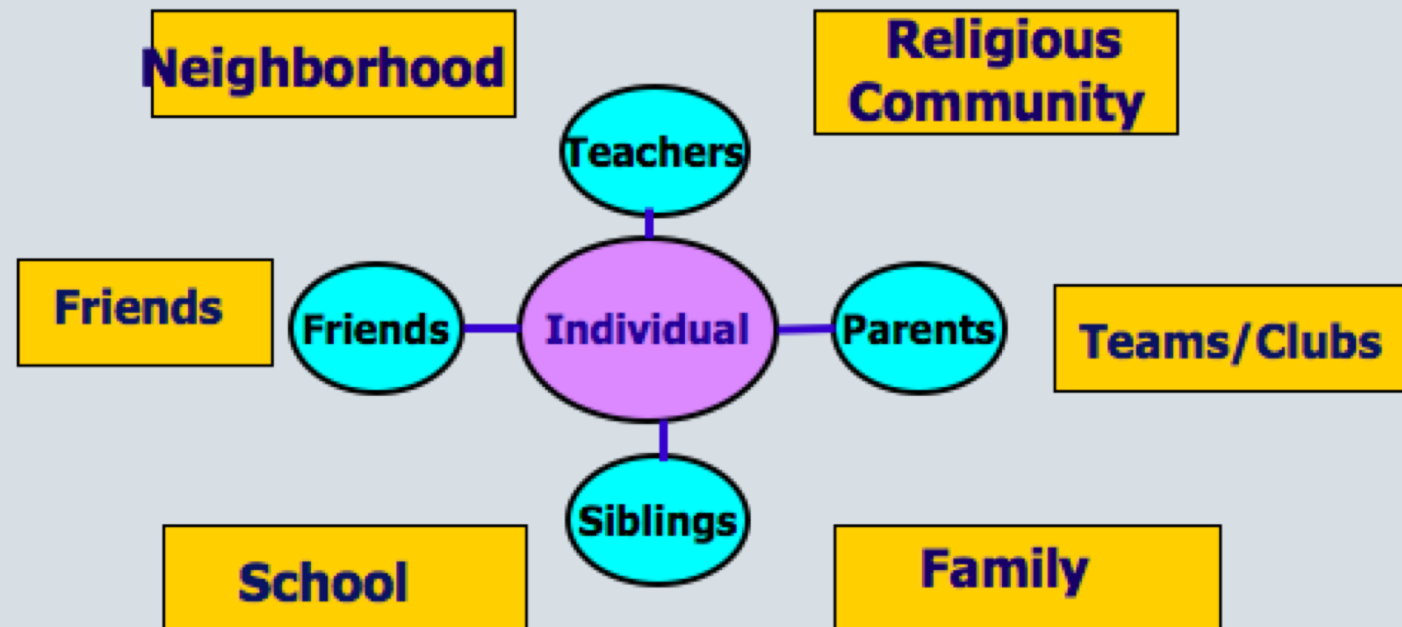 Neighborhood
Religious
Community
Teachers
Friends
Friends
Individual
Parents
Teams/Clubs
Siblings
School
Family